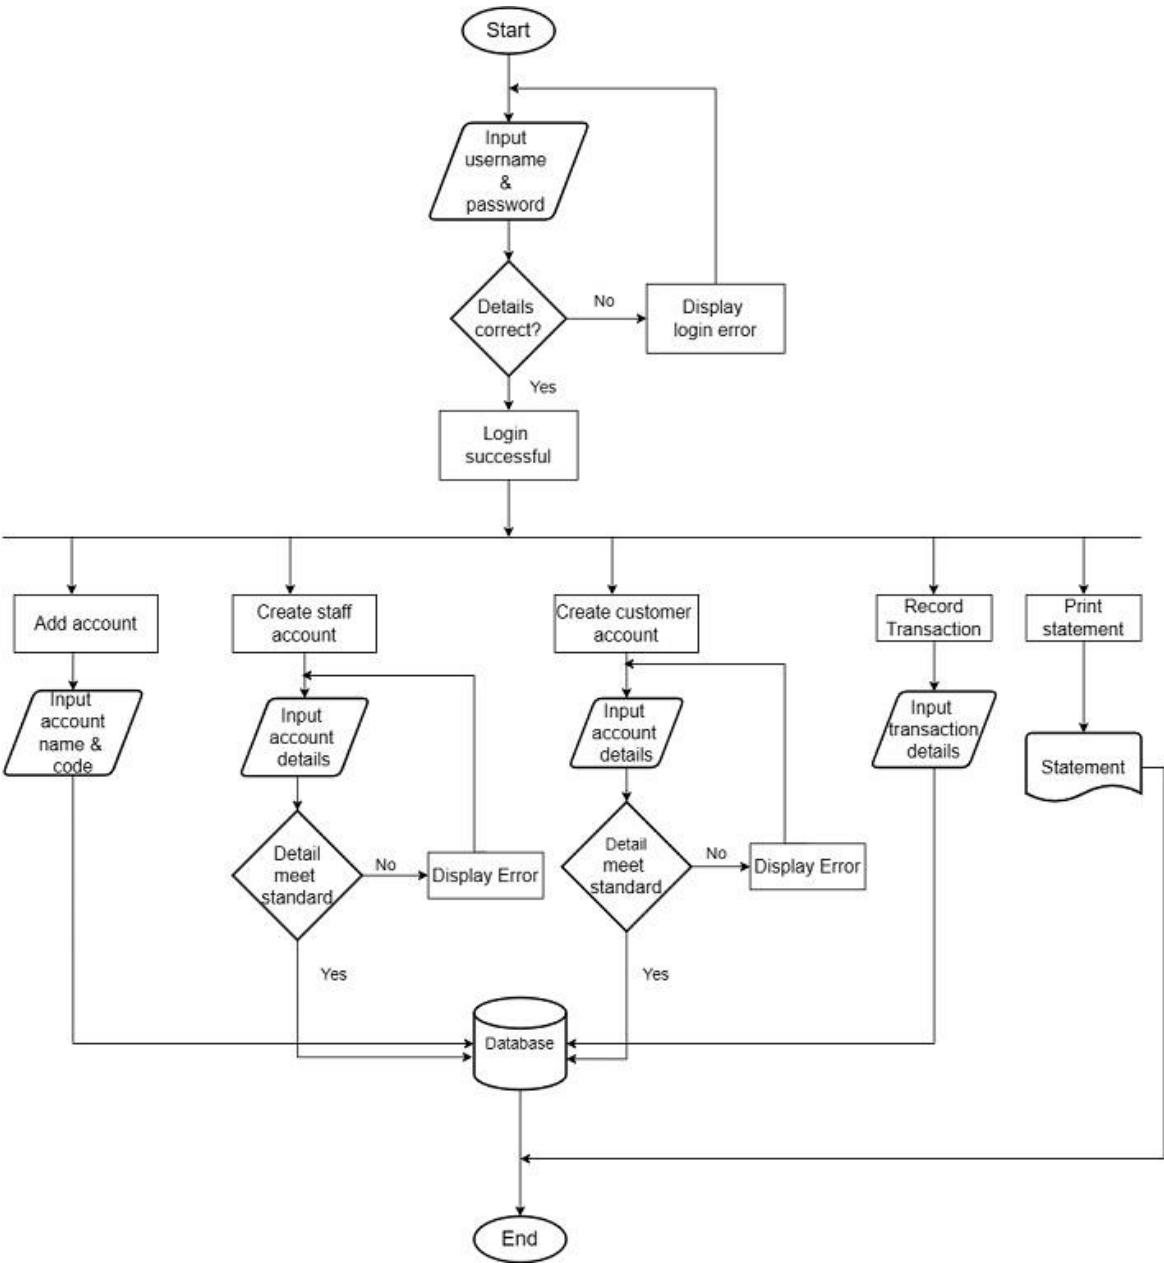 Start
Input
username
&
password
Details
correct?
No
Display
login error
Yes
Login
successful
Add account
Create staff
account
Create customer
account
Record
Transaction
Print
statement
Input
account
name &
code
Input
account
details
Input
account
details
Input
transaction
details
Statement
Detail
meet
standard
No
Display Error
Detail
meet
standard
No
Display Error
Yes
Yes
Database
End